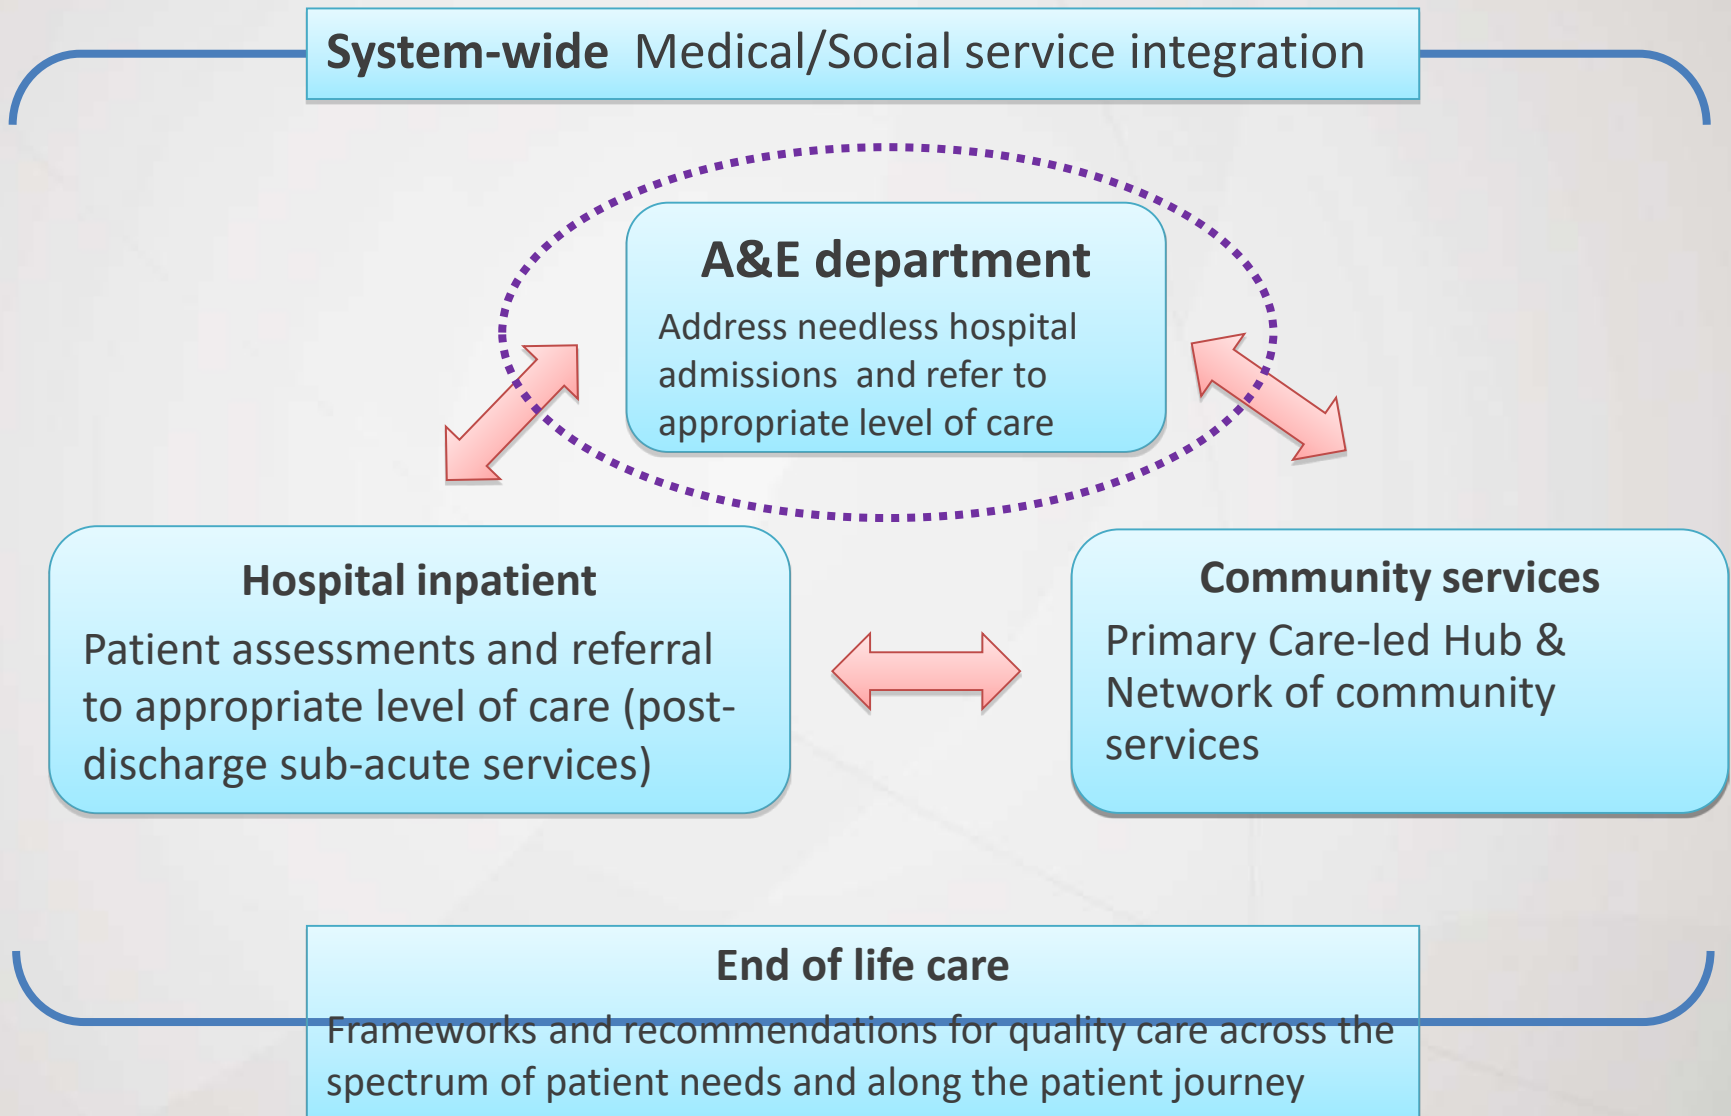 System-wide Medical/Social service integration
A&E department
Address needless hospital
admissions and refer to
appropriate level of care
Hospital inpatient
Patient assessments and referral
to appropriate level of care (post-
discharge sub-acute services)
Community services
Primary Care-led Hub &
Network of community
services
End of life care
Frameworks and recommendations for quality care across the
spectrum of patient needs and along the patient journey